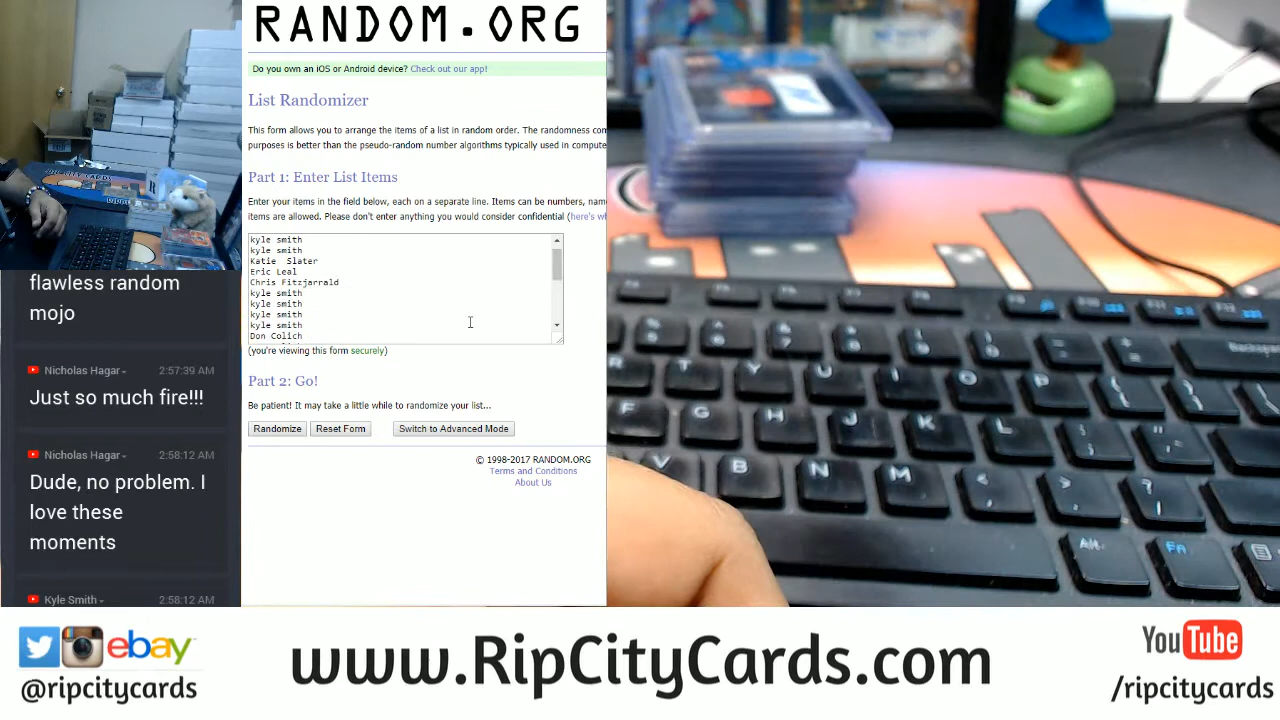 RANDOM.ORG
Do you own an iOS or Android device? Check out our app!
List Randomizer
This form allows you to arrange the items of a list in random order. The randomness com
purposes is better than the pseudo-random number algorithms typically used in compute
Part 1: Enter List Items
Enter your items in the field below, each on a separate line. Items can be numbers, nam
items are allowed. Please don't enter anything you would consider confidential (here's wh
kyle smith
kyle smith
Katie  Slater
Eric Leal
Chris Fitzjarrald
kyle smith
kyle smith
kyle smith
kyle smith
Don Colich
(you're viewing this form securely)
Part 2: Go!
Be patient! It may take a little while to randomize your list...
Randomize Reset Form Switch to Advanced Mode
© 1998-2017 RANDOM.ORG
Terms and Conditions
About Us
flawless random
mojo
Nicholas Hagar 2:57:39 AM
Just so much fire!!!
Nicholas Hagar 2:58:12 AM
Dude, no problem. I
love these
moments
Kyle Smith 2:58:12 AM
R T Y U I O P
F G H J K L
V B N M
Alt Fn
ebay
@ripcitycards
www.RipCityCards.com
YouTube
/ripcitycards